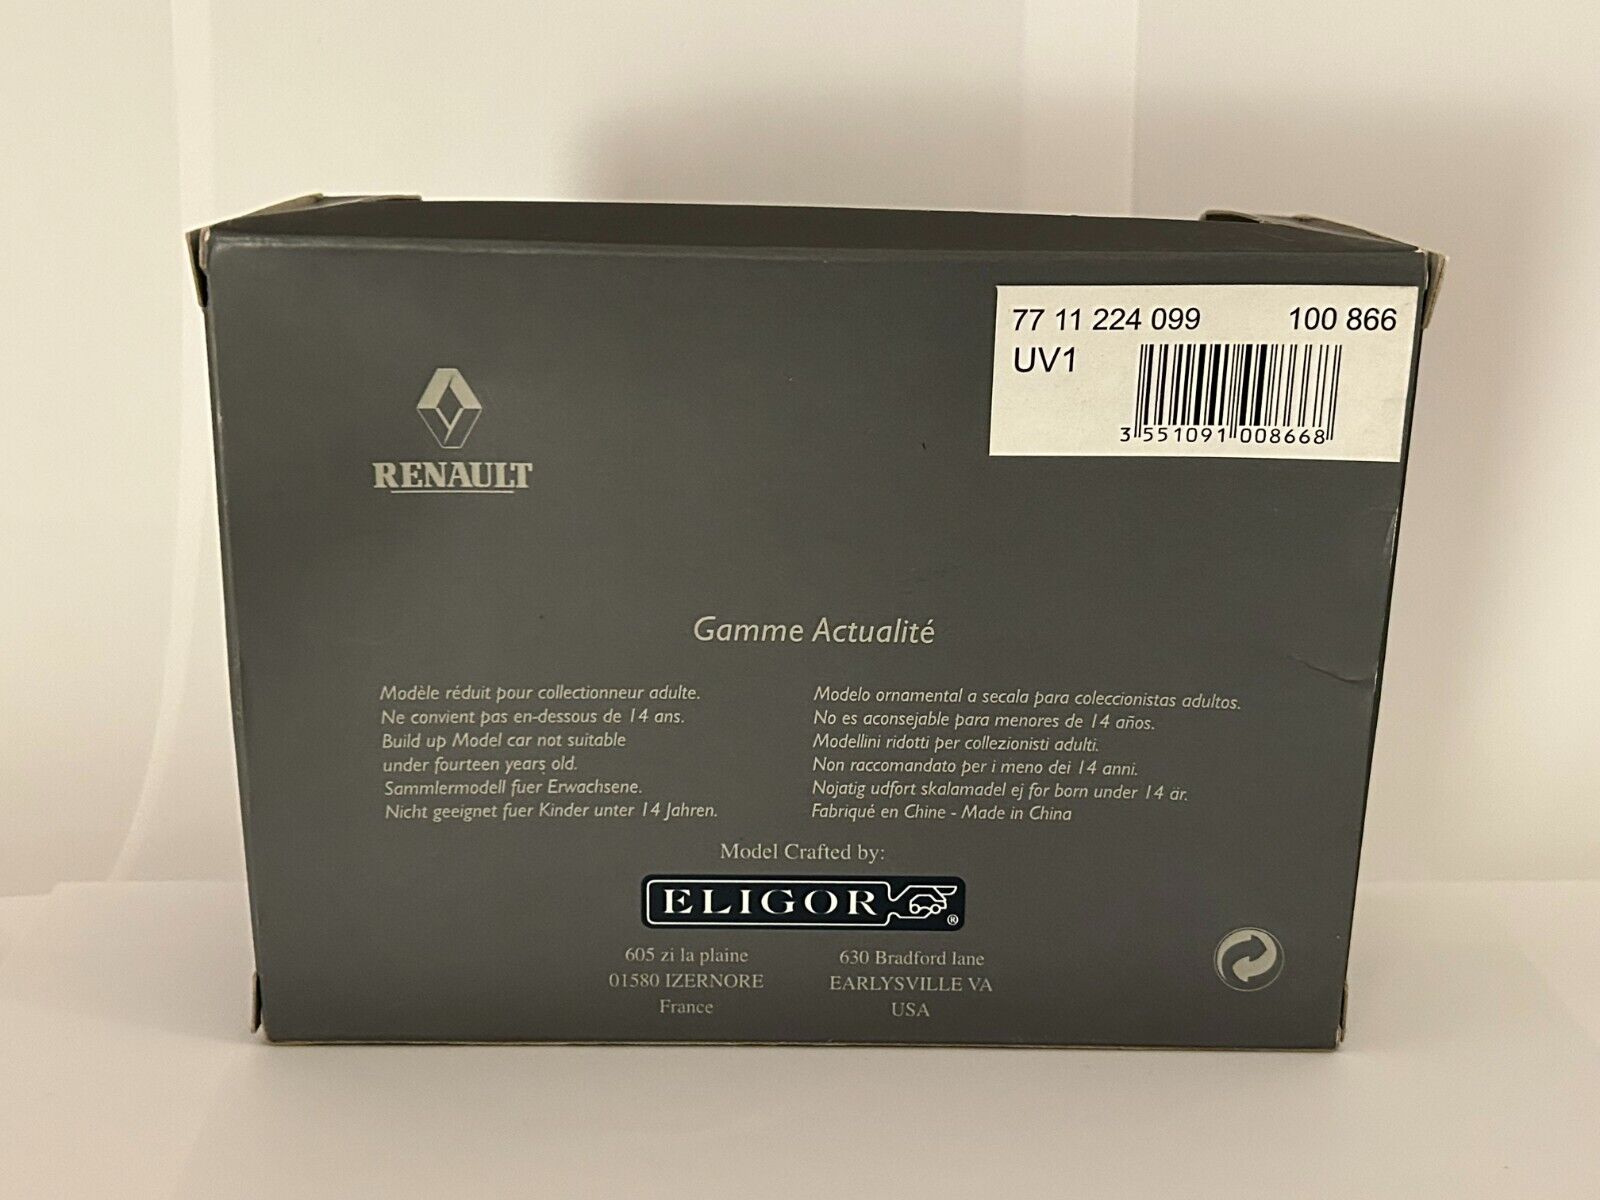 77 11 224 099 100 866
UV1
3 551091 008668
RENAULT
Gamme Actualité
Modèle réduit pour collectionneur adulte.
Ne convient pas en-dessous de 14 ans.
Build up Model car not suitable
under fourteen years old.
Sammlermodell fuer Erwachsene.
Nicht geeignet fuer Kinder unter 14 Jahren.
Modelo ornamental a secala para coleccionistas adultos.
No es aconsejable para menores de 14 años.
Modellini ridotti per collezionisti adulti.
Non raccomandato per i meno dei 14 anni.
Nojatig udfort skalamadel ej for born under 14 är.
Fabriqué en Chine - Made in China
Model Crafted by:
ELIGOR ®
605 zi la plaine
01580 IZERNORE
France
630 Bradford lane
EARLYSVILLE VA
USA